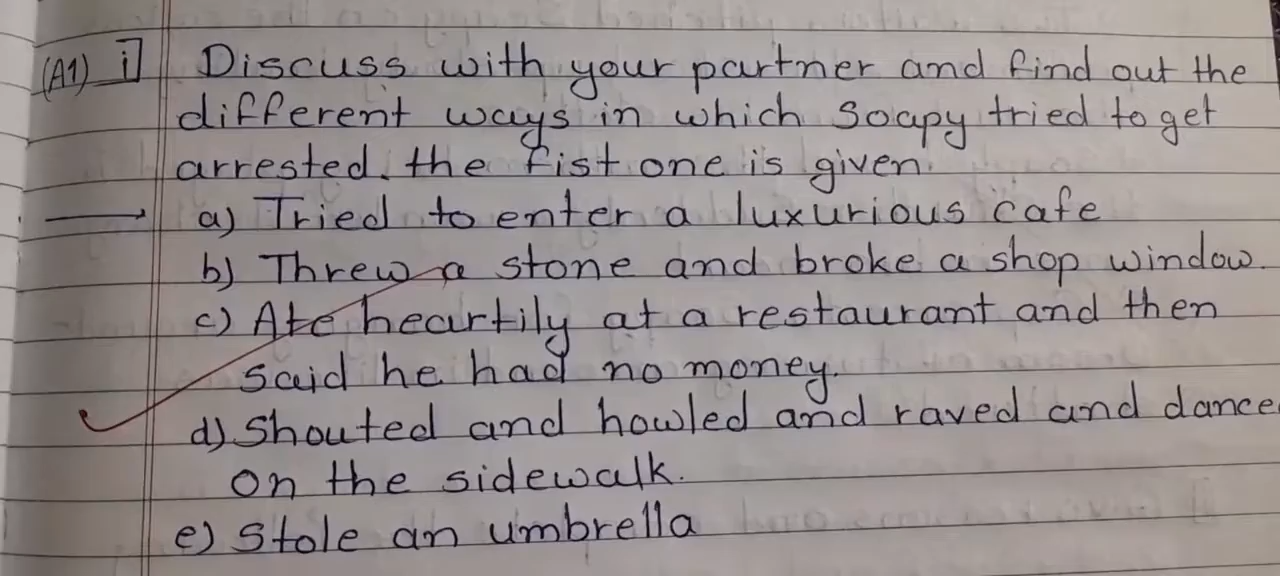 (A1) i] Discuss with your partner and find out the
different ways in which Soapy tried to get
arrested. the fist one is given.
→ a) Tried to enter a luxurious cafe
b) Threw a stone and broke a shop window.
c) Ate heartily at a restaurant and then
said he had no money.
d) Shouted and howled and raved and dance
on the sidewalk.
e) Stole an umbrella